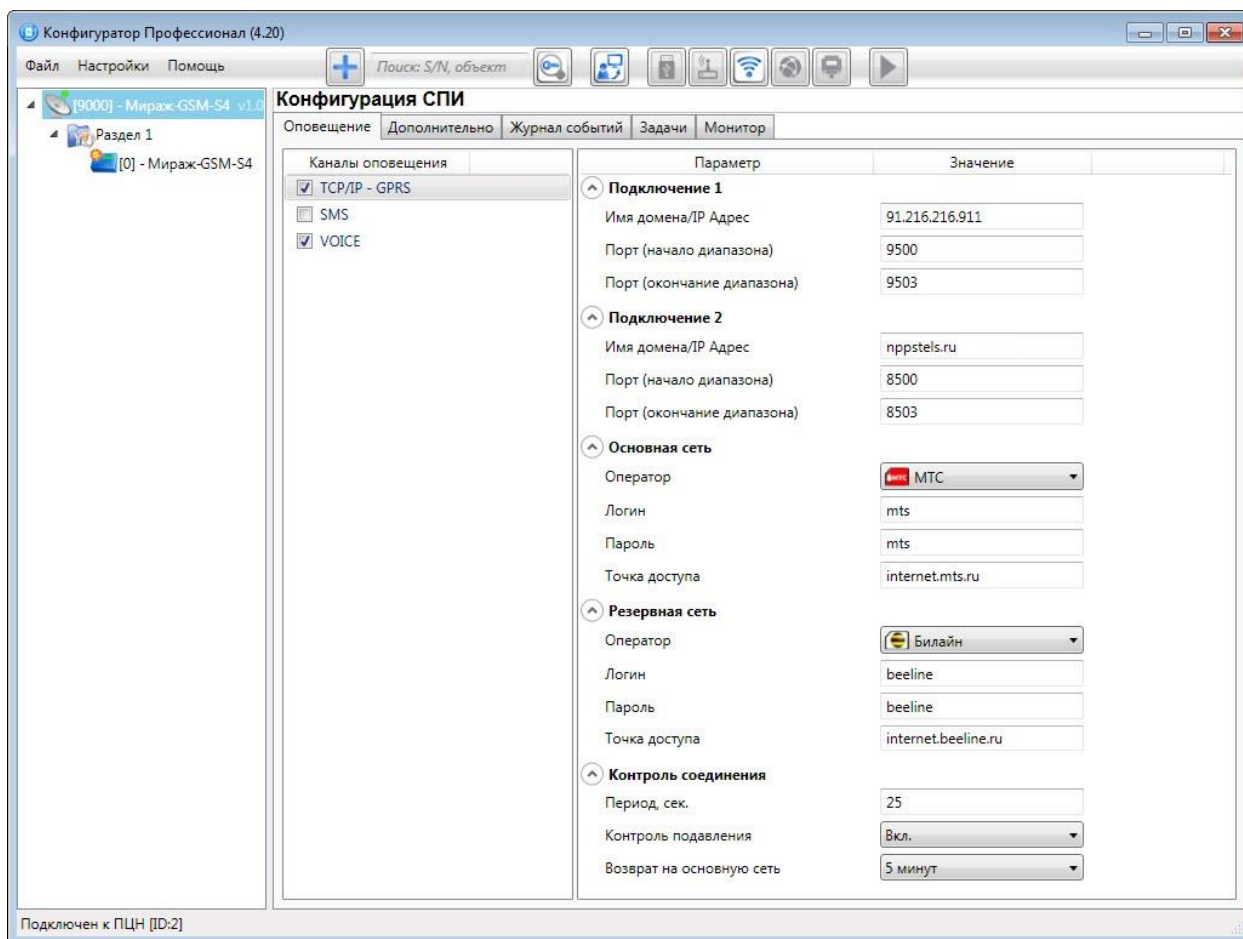 Конфигуратор Профессионал (4.20)
Файл Настройки Помощь
Поиск: S/N, объект
[9000] - Мираж-GSM-S4 v1.0
Раздел 1
[0] - Мираж-GSM-S4
Конфигурация СПИ
Оповещение Дополнительно Журнал событий Задачи Монитор
Каналы оповещения
TCP/IP - GPRS
SMS
VOICE
Параметр Значение
Подключение 1
Имя домена/IP Адрес 91.216.216.911
Порт (начало диапазона) 9500
Порт (окончание диапазона) 9503
Подключение 2
Имя домена/IP Адрес nppstels.ru
Порт (начало диапазона) 8500
Порт (окончание диапазона) 8503
Основная сеть
Оператор МТС
Логин mts
Пароль mts
Точка доступа internet.mts.ru
Резервная сеть
Оператор Билайн
Логин beeline
Пароль beeline
Точка доступа internet.beeline.ru
Контроль соединения
Период, сек. 25
Контроль подавления Вкл.
Возврат на основную сеть 5 минут
Подключен к ПЦН [ID:2]